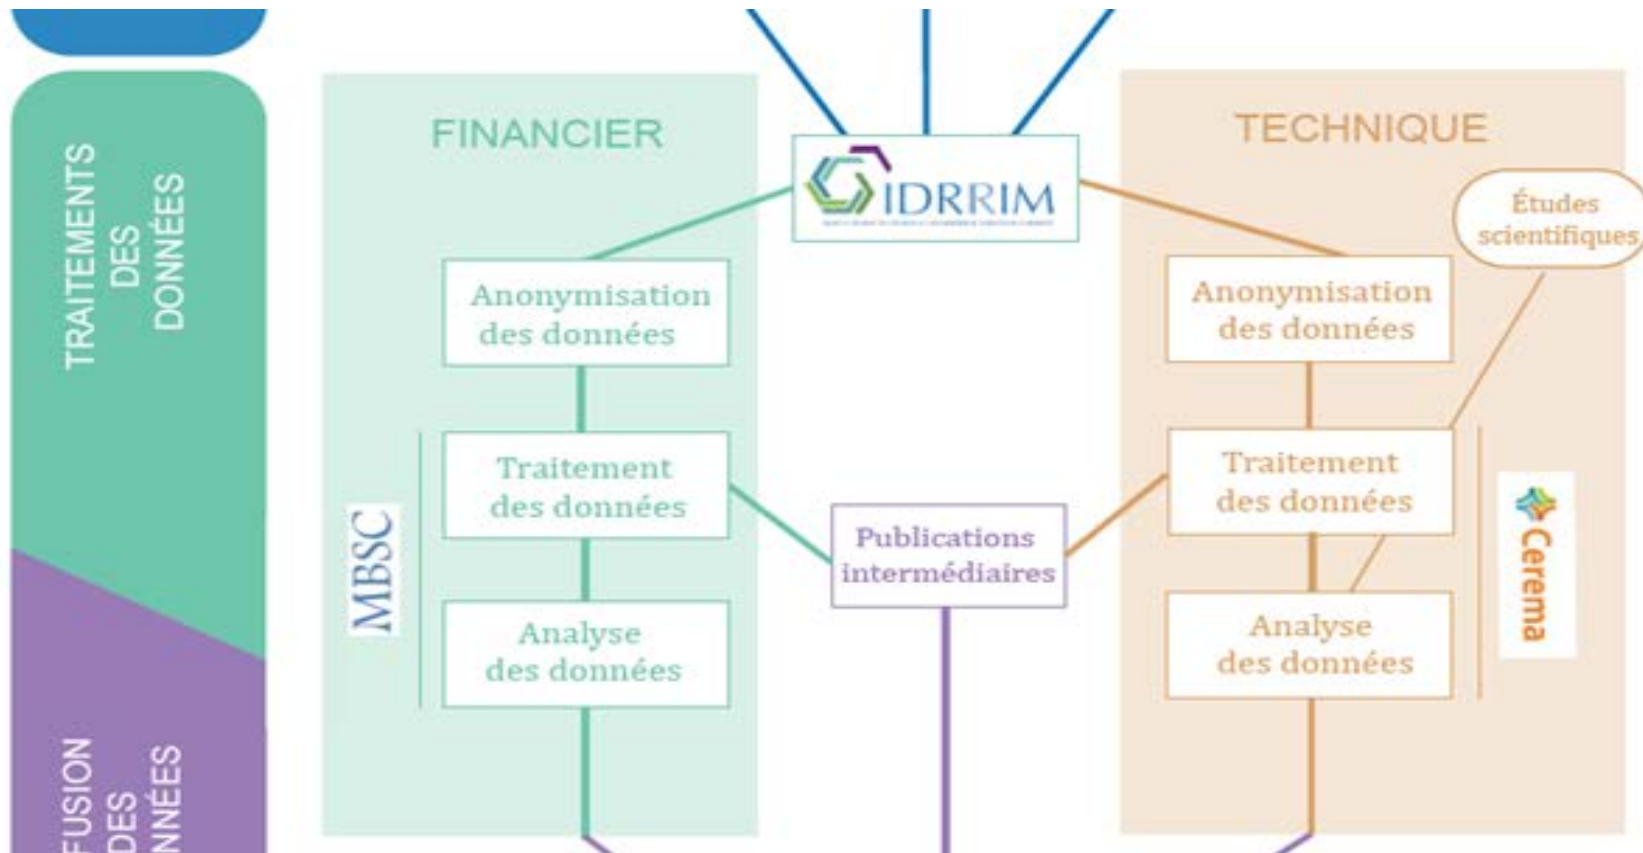 TRAITEMENTS
DES
DONNÉES
FUSION
DES
NNÉES
FINANCIER
Anonymisation
des données
Traitement
des données
Analyse
des données
MBSC
IDRRIM
Publications
intermédiaires
TECHNIQUE
Études
scientifiques
Anonymisation
des données
Traitement
des données
Analyse
des données
Cerema